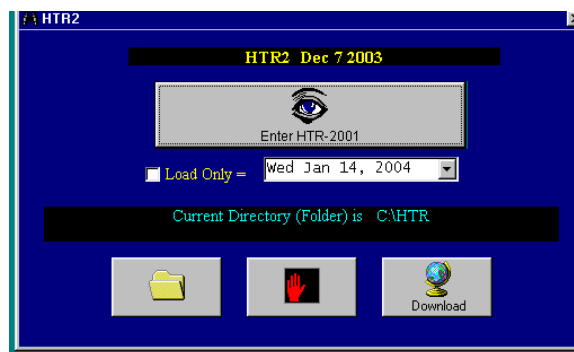 HTR2
HTR2 Dec 7 2003
Enter HTR-2001
Load Only =
Wed Jan 14, 2004
Current Directory (Folder) is C:\HTR
Download